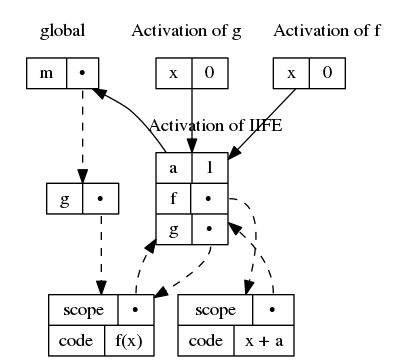 global
Activation of g
Activation of f
m •
x 0
x 0
Activation of IIFE
a 1
f •
g •
g •
scope •
code f(x)
scope •
code x + a